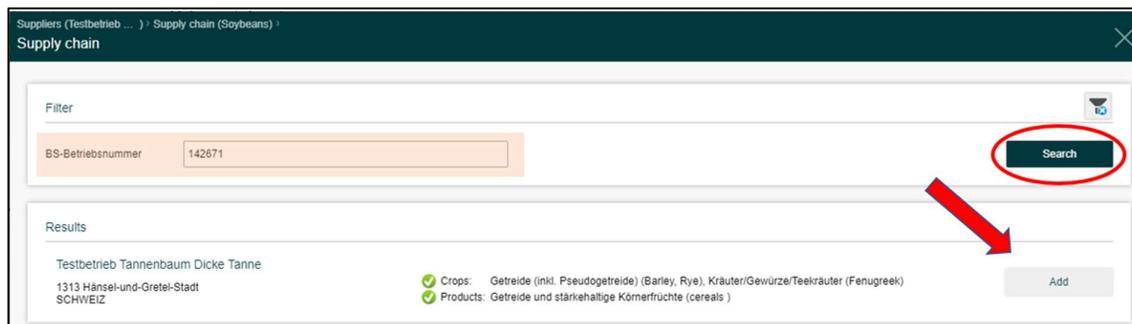 Suppliers (Testbetrieb ... ) > Supply chain (Soybeans) >
Supply chain
Filter
BS-Betriebsnummer 142671 Search
Results
Testbetrieb Tannenbaum Dicke Tanne
1313 Hänsel-und-Gretel-Stadt
SCHWEIZ
Crops: Getreide (inkl. Pseudogetreide) (Barley, Rye), Kräuter/Gewürze/Teekräuter (Fenugreek)
Products: Getreide und stärkehaltige Körnerfrüchte (cereals )
Add